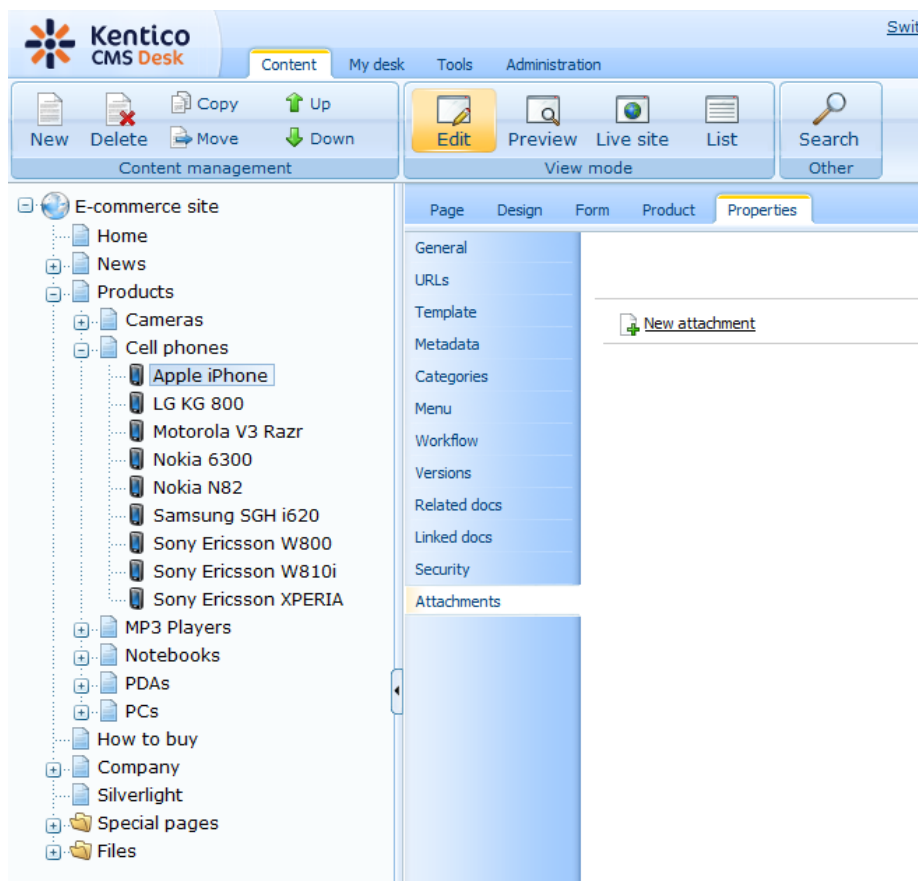 Kentico
CMS Desk
Content My desk Tools Administration
New Delete Copy Move Up Down
Content management
Edit Preview Live site List
View mode
Search
Other
E-commerce site
Home
News
Products
Cameras
Cell phones
Apple iPhone
LG KG 800
Motorola V3 Razr
Nokia 6300
Nokia N82
Samsung SGH i620
Sony Ericsson W800
Sony Ericsson W810i
Sony Ericsson XPERIA
MP3 Players
Notebooks
PDAs
PCs
How to buy
Company
Silverlight
Special pages
Files
Page Design Form Product Properties
General
URLs
Template
Metadata
Categories
Menu
Workflow
Versions
Related docs
Linked docs
Security
Attachments
New attachment